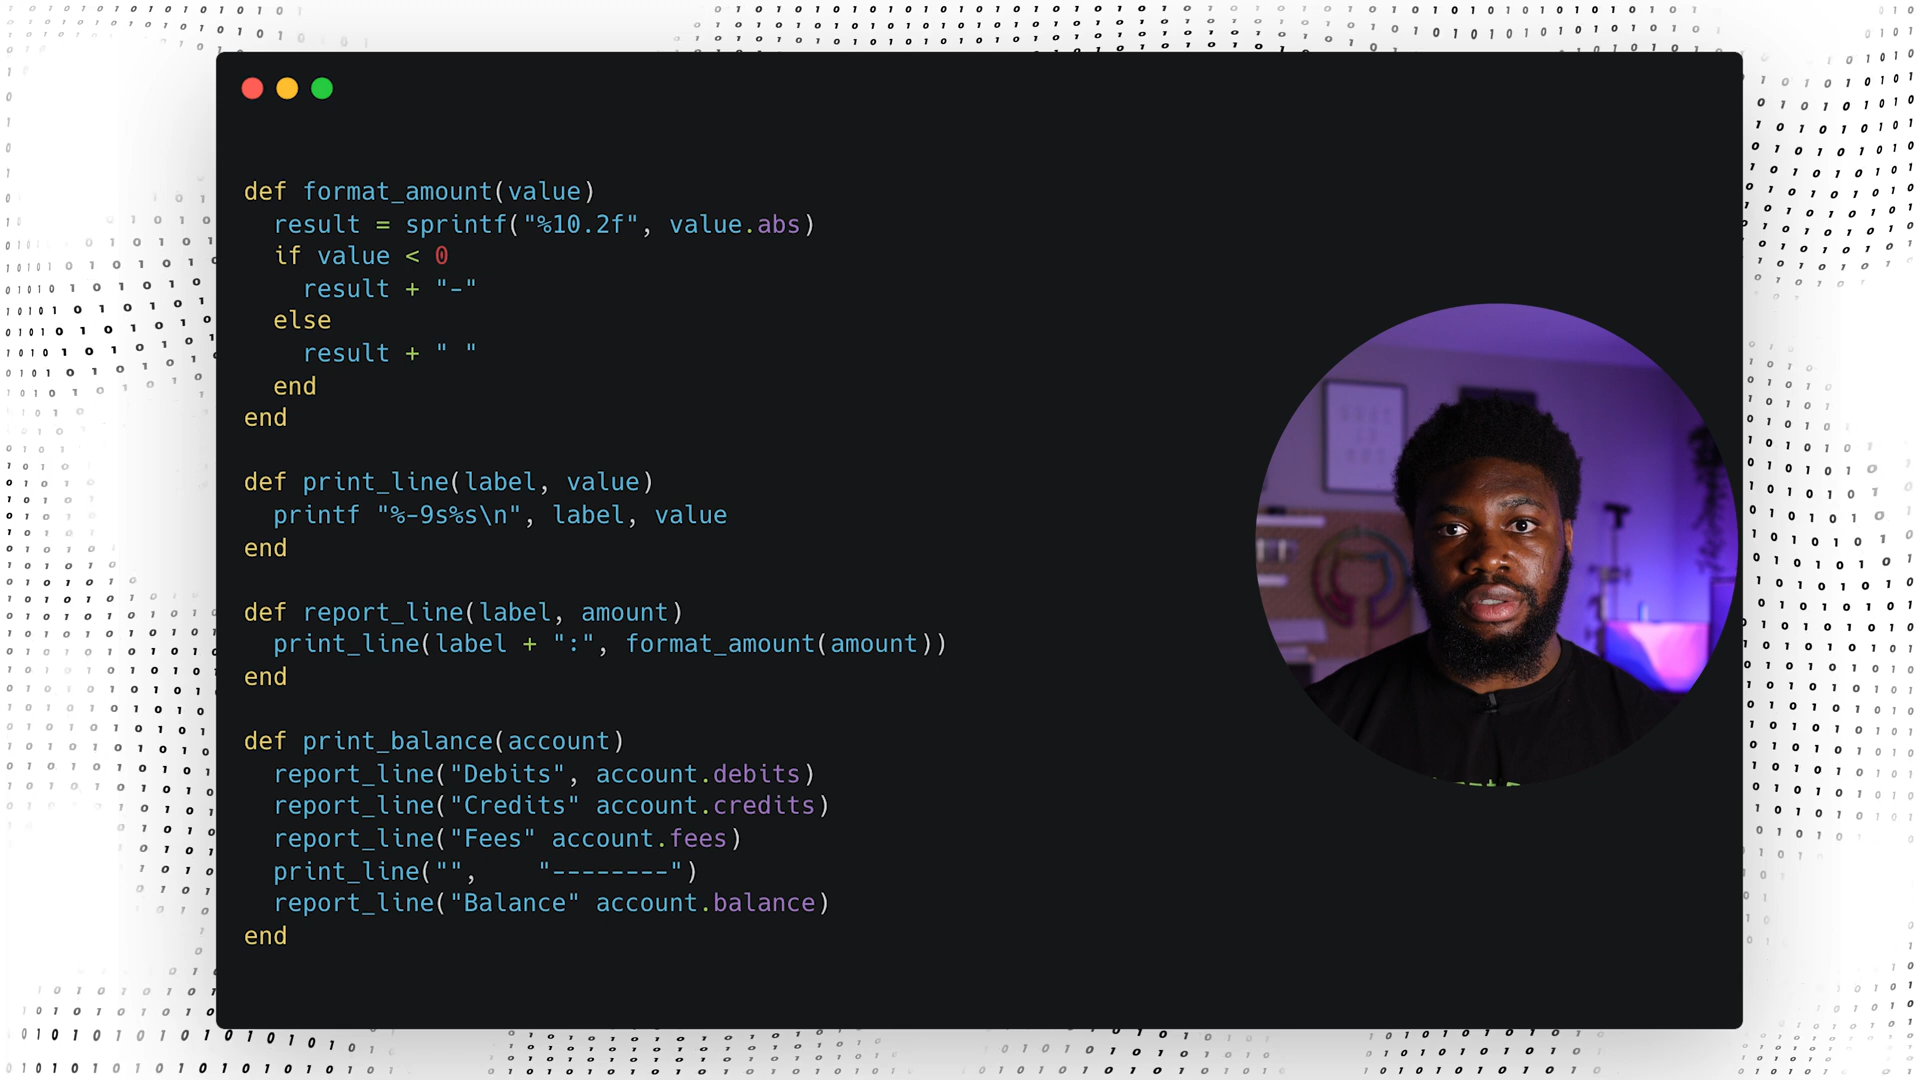 def format_amount(value)
  result = sprintf("%10.2f", value.abs)
  if value < 0
    result + "-"
  else
    result + " "
  end
end

def print_line(label, value)
  printf "%-9s%s\n", label, value
end

def report_line(label, amount)
  print_line(label + ":", format_amount(amount))
end

def print_balance(account)
  report_line("Debits", account.debits)
  report_line("Credits" account.credits)
  report_line("Fees" account.fees)
  print_line("",    "--------")
  report_line("Balance" account.balance)
end